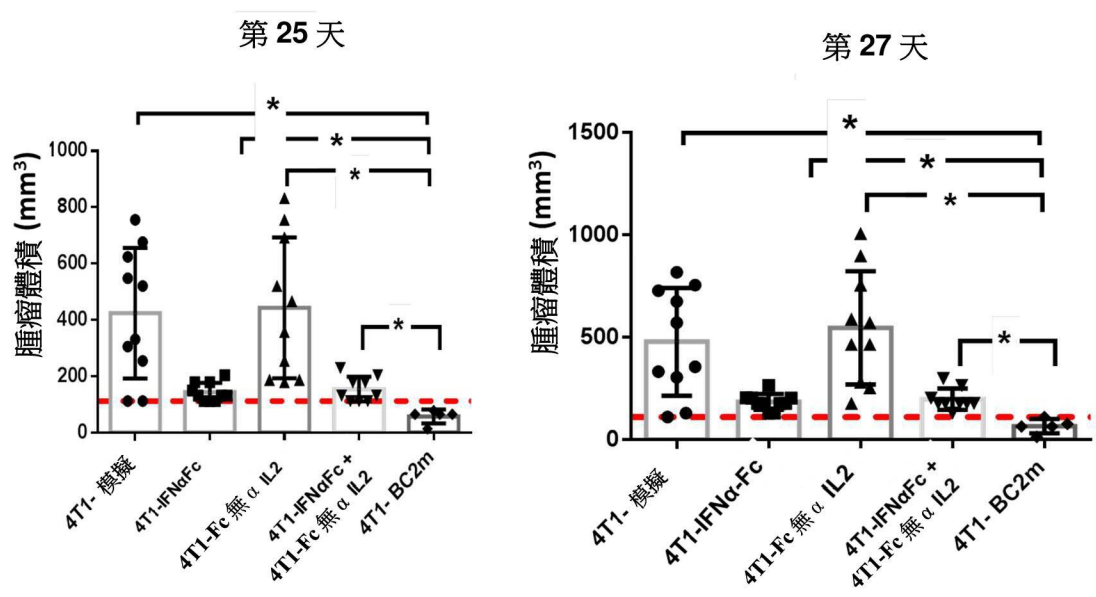 第 25 天
*
*
*
腫瘤體積 (mm³)
1000
800
600
400
200
0
*
4T1- 模擬
4T1-IFNαFc
4T1-Fc 無 α IL2
4T1-IFNαFc +
4T1-Fc 無 α IL2
4T1- BC2m
第 27 天
*
*
*
腫瘤體積 (mm³)
1500
1000
500
0
*
4T1- 模擬
4T1-IFNα-Fc
4T1-Fc 無 α IL2
4T1-IFNαFc +
4T1-Fc 無 α IL2
4T1- BC2m